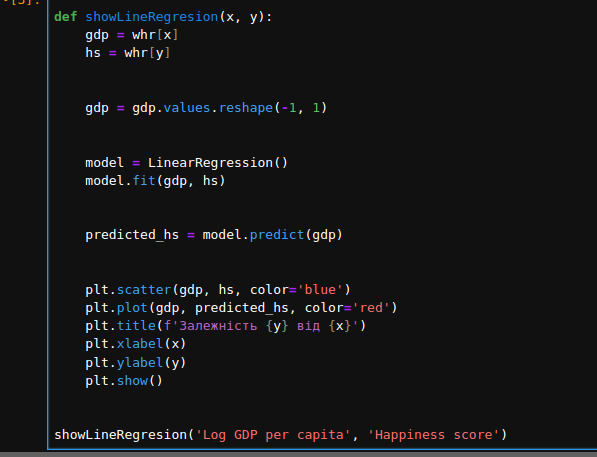 def showLineRegresion(x, y):
    gdp = whr[x]
    hs = whr[y]
    gdp = gdp.values.reshape(-1, 1)
    model = LinearRegression()
    model.fit(gdp, hs)
    predicted_hs = model.predict(gdp)
    plt.scatter(gdp, hs, color='blue')
    plt.plot(gdp, predicted_hs, color='red')
    plt.title(f'Залежність {y} від {x}')
    plt.xlabel(x)
    plt.ylabel(y)
    plt.show()
showLineRegresion('Log GDP per capita', 'Happiness score')